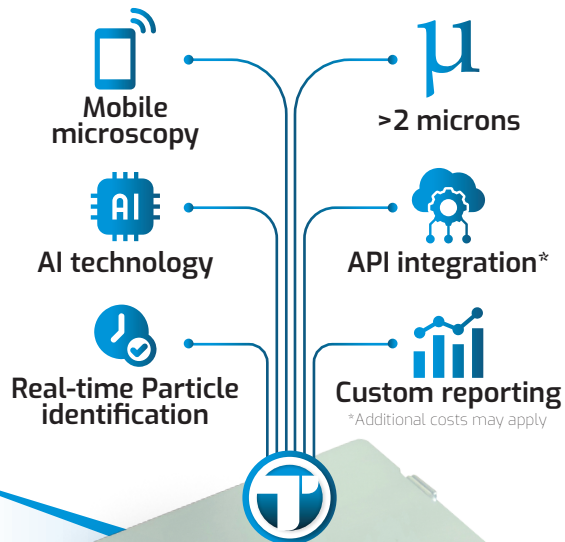 Mobile
microscopy
µ
>2 microns
AI
AI technology
API integration*
Real-time Particle
identification
Custom reporting
*Additional costs may apply